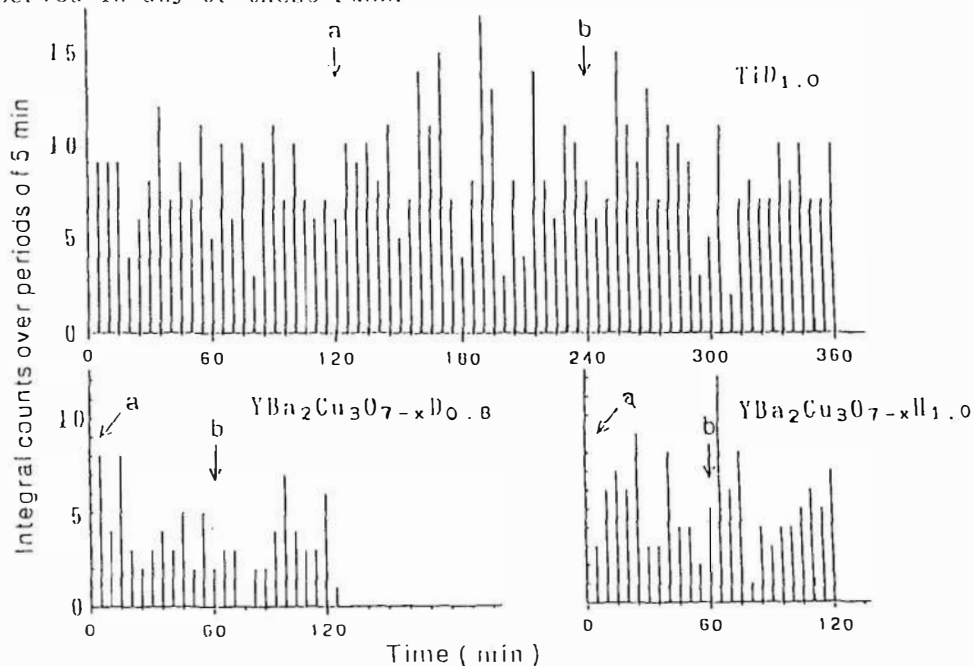 a
b
TiD1.0
15
10
5
0
0 60 120 180 240 300 360
Integral counts over periods of 5 min
a
b
YBa2Cu3O7-xD0.8
10
5
0
0 60 120
a
b
YBa2Cu3O7-xH1.0
0 60 120
Time (min)